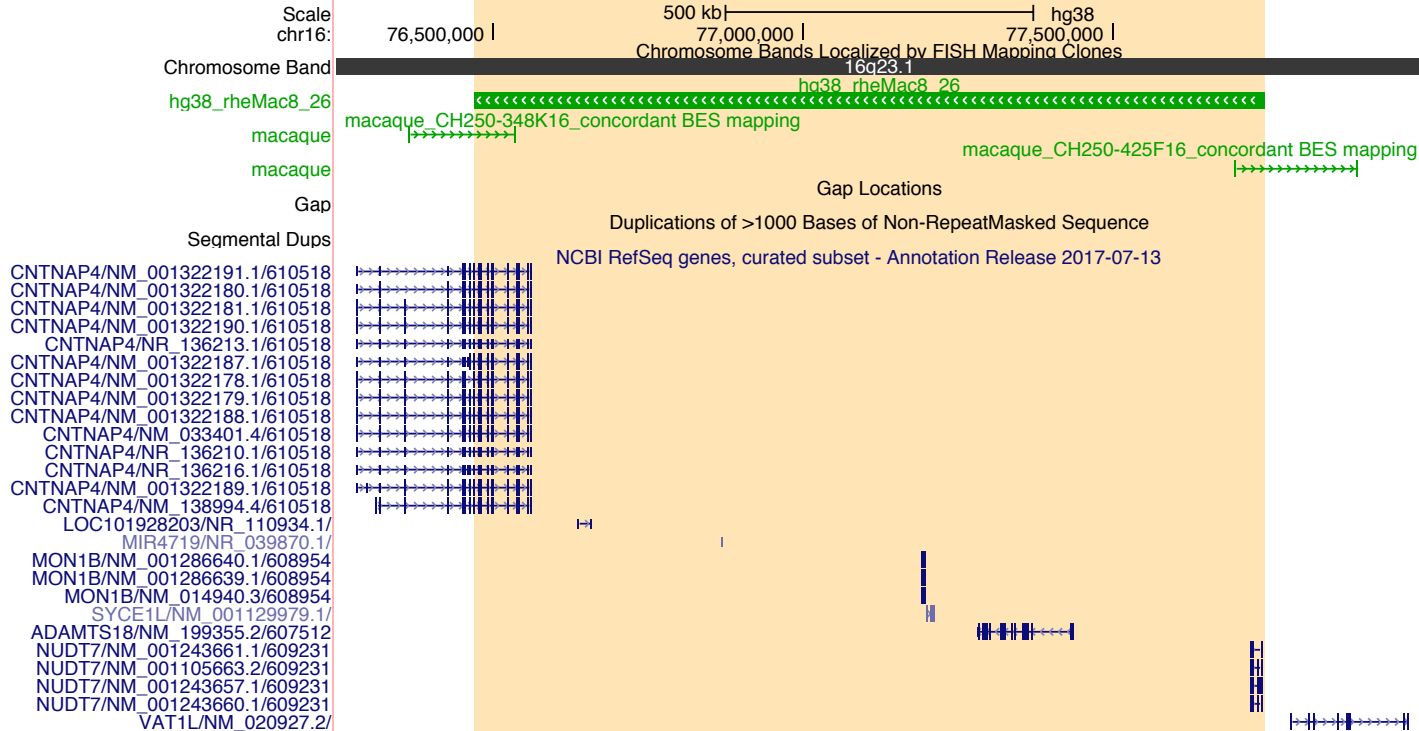 Scale 500 kb hg38
chr16: 76,500,000 77,000,000 77,500,000
Chromosome Bands Localized by FISH Mapping Clones
Chromosome Band 16q23.1
hg38_rheMac8_26
hg38_rheMac8_26
macaque_CH250-348K16_concordant BES mapping
macaque
macaque_CH250-425F16_concordant BES mapping
macaque
Gap Locations
Gap
Duplications of >1000 Bases of Non-RepeatMasked Sequence
Segmental Dups
NCBI RefSeq genes, curated subset - Annotation Release 2017-07-13
CNTNAP4/NM_001322191.1/610518
CNTNAP4/NM_001322180.1/610518
CNTNAP4/NM_001322181.1/610518
CNTNAP4/NM_001322190.1/610518
CNTNAP4/NR_136213.1/610518
CNTNAP4/NM_001322187.1/610518
CNTNAP4/NM_001322178.1/610518
CNTNAP4/NM_001322179.1/610518
CNTNAP4/NM_001322188.1/610518
CNTNAP4/NM_033401.4/610518
CNTNAP4/NR_136210.1/610518
CNTNAP4/NR_136216.1/610518
CNTNAP4/NM_001322189.1/610518
CNTNAP4/NM_138994.4/610518
LOC101928203/NR_110934.1/
MIR4719/NR_039870.1/
MON1B/NM_001286640.1/608954
MON1B/NM_001286639.1/608954
MON1B/NM_014940.3/608954
SYCE1L/NM_001129979.1/
ADAMTS18/NM_199355.2/607512
NUDT7/NM_001243661.1/609231
NUDT7/NM_001105663.2/609231
NUDT7/NM_001243657.1/609231
NUDT7/NM_001243660.1/609231
VAT1L/NM_020927.2/